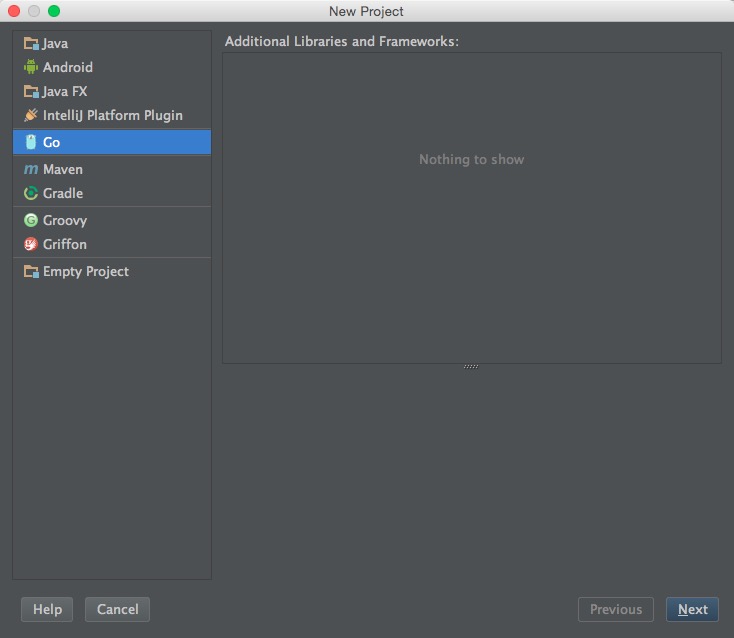 New Project
Java
Android
Java FX
IntelliJ Platform Plugin
Go
Maven
Gradle
Groovy
Griffon
Empty Project
Additional Libraries and Frameworks:
Nothing to show
Help
Cancel
Previous
Next